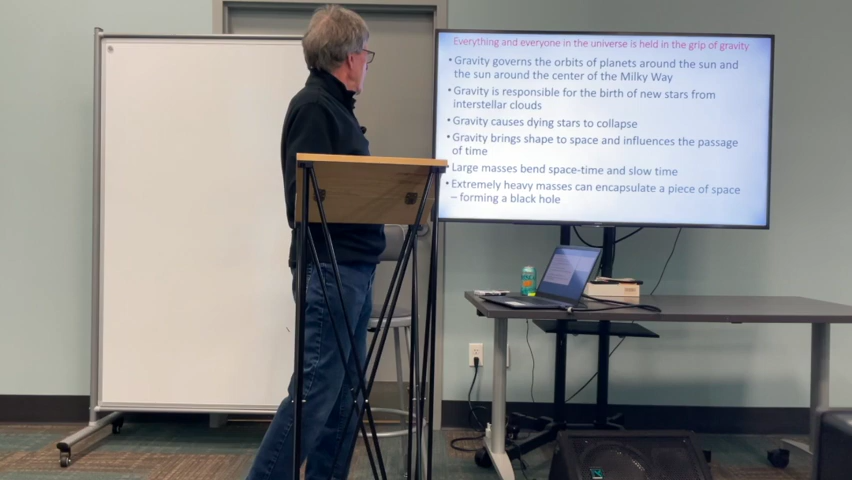 Everything and everyone in the universe is held in the grip of gravity
• Gravity governs the orbits of planets around the sun and
the sun around the center of the Milky Way
• Gravity is responsible for the birth of new stars from
interstellar clouds
• Gravity causes dying stars to collapse
• Gravity brings shape to space and influences the passage
of time
• Large masses bend space-time and slow time
• Extremely heavy masses can encapsulate a piece of space
– forming a black hole